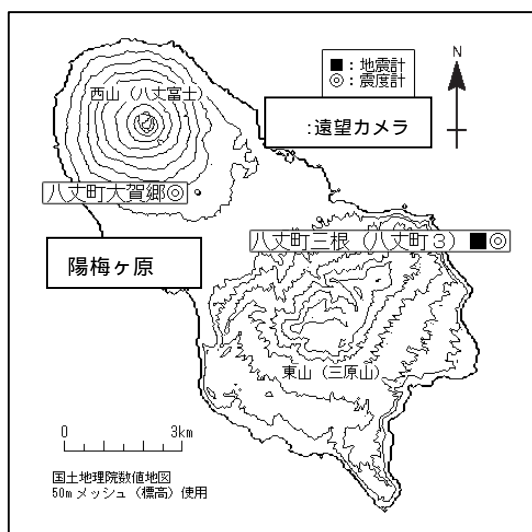 西山（八丈富士）
■：地震計
◎：震度計
N
：遠望カメラ
八丈町大賀郷◎
八丈町三根（八丈町３）■◎
陽梅ヶ原
東山（三原山）
0 3km
国土地理院数値地図
50mメッシュ（標高）使用